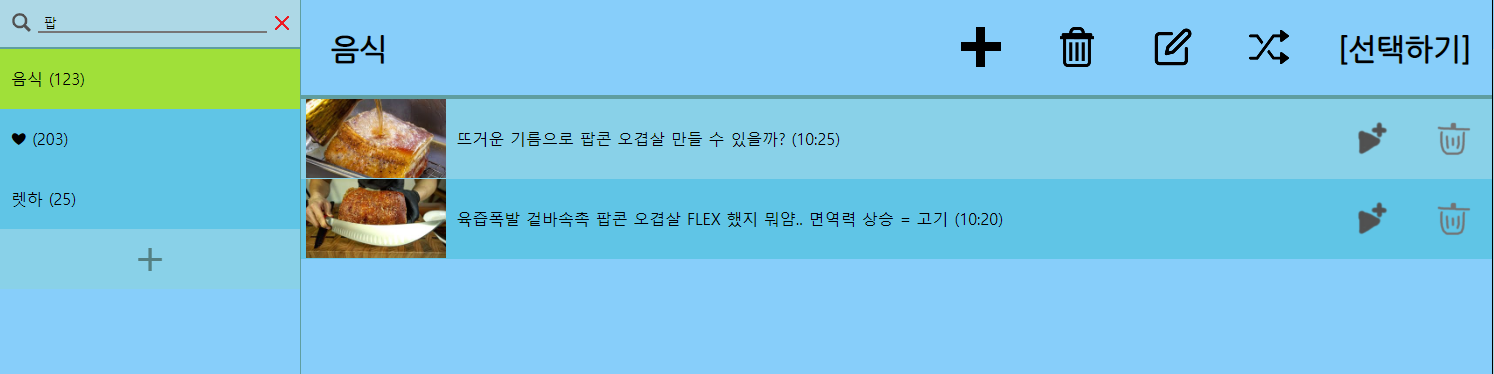 팝
음식 (123)
♥ (203)
렛하 (25)
음식
[선택하기]
뜨거운 기름으로 팝콘 오겹살 만들 수 있을까? (10:25)
육즙폭발 겉바속촉 팝콘 오겹살 FLEX 했지 뭐얌.. 면역력 상승 = 고기 (10:20)